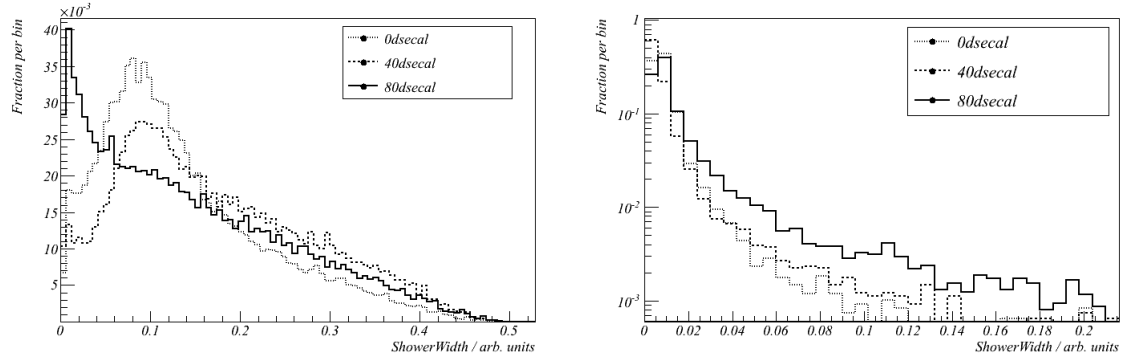 ×10⁻³
Fraction per bin
40
35
30
25
20
15
10
5
0 0.1 0.2 0.3 0.4 0.5
ShowerWidth / arb. units
0dsecal
40dsecal
80dsecal
Fraction per bin
1
10⁻¹
10⁻²
10⁻³
0 0.02 0.04 0.06 0.08 0.1 0.12 0.14 0.16 0.18 0.2
ShowerWidth / arb. units
0dsecal
40dsecal
80dsecal